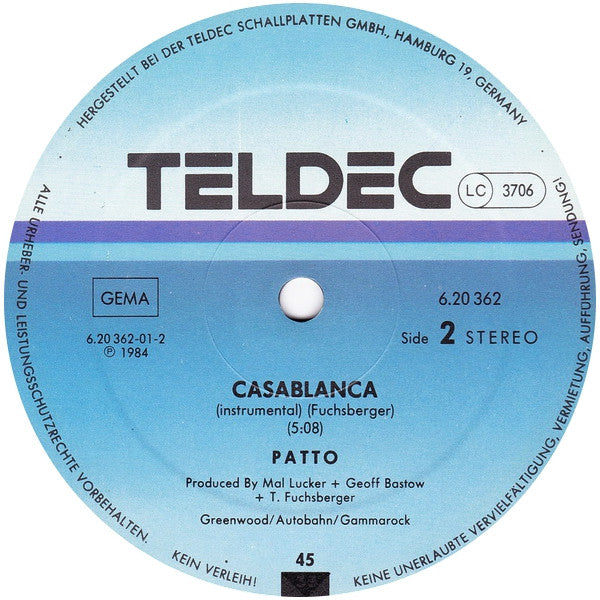 HERGESTELLT BEI DER TELDEC SCHALLPLATTEN GMBH., HAMBURG 19, GERMANY
TELDEC
LC 3706
GEMA
6.20 362
6.20 362-01-2
℗ 1984
Side 2 STEREO
CASABLANCA
(instrumental) (Fuchsberger)
(5:08)
PATTO
Produced By Mal Lucker + Geoff Bastow
+ T. Fuchsberger
Greenwood/Autobahn/Gammarock
45
33
ALLE URHEBER- UND LEISTUNGSSCHUTZRECHTE VORBEHALTEN.
KEIN VERLEIH!
KEINE UNERLAUBTE VERVIELFÄLTIGUNG, VERMIETUNG, AUFFÜHRUNG, SENDUNG!